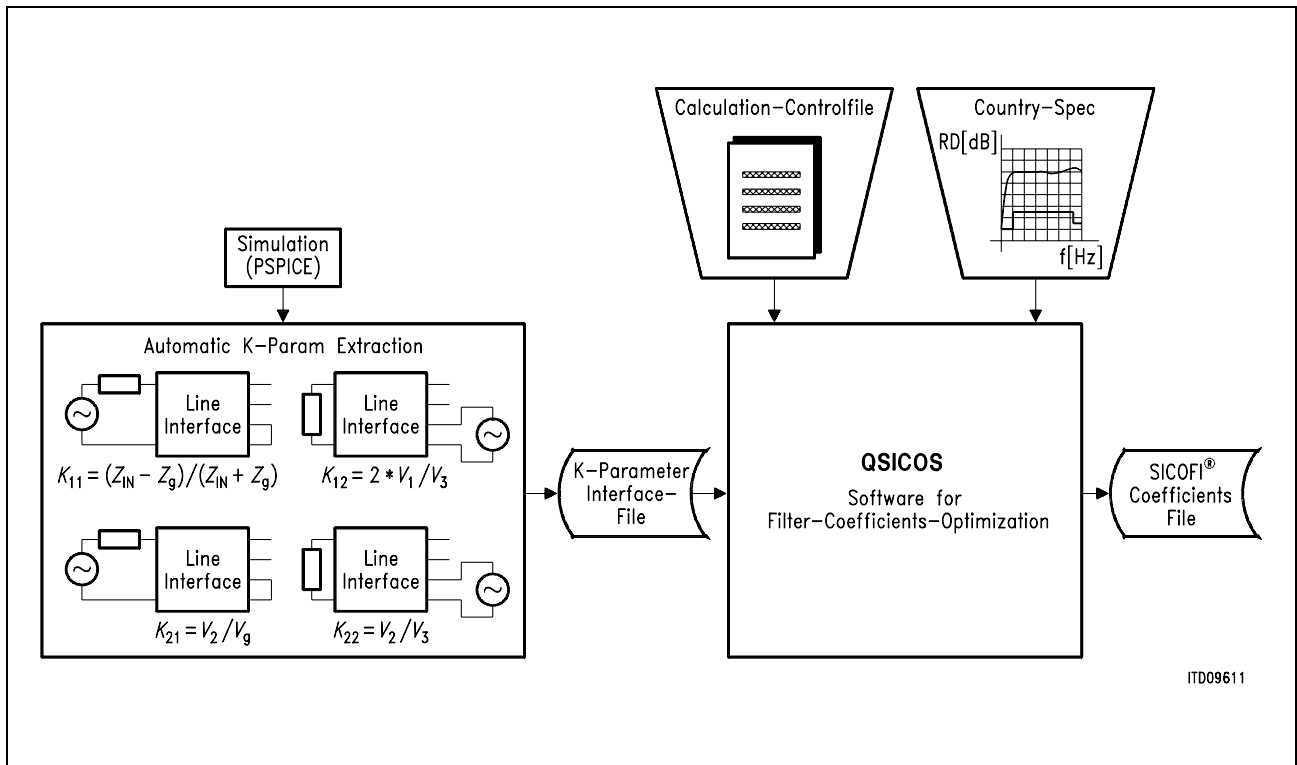 Calculation-Controlfile
Country-Spec
RD[dB]
f[Hz]
Simulation
(PSPICE)
Automatic K-Param Extraction
Line
Interface
K11 = (ZIN − Zg)/(ZIN + Zg)
Line
Interface
K12 = 2 * V1/V3
Line
Interface
K21 = V2/Vg
Line
Interface
K22 = V2/V3
K-Parameter
Interface-
File
QSICOS
Software for
Filter-Coefficients-Optimization
SICOFI®
Coefficients
File
ITD09611